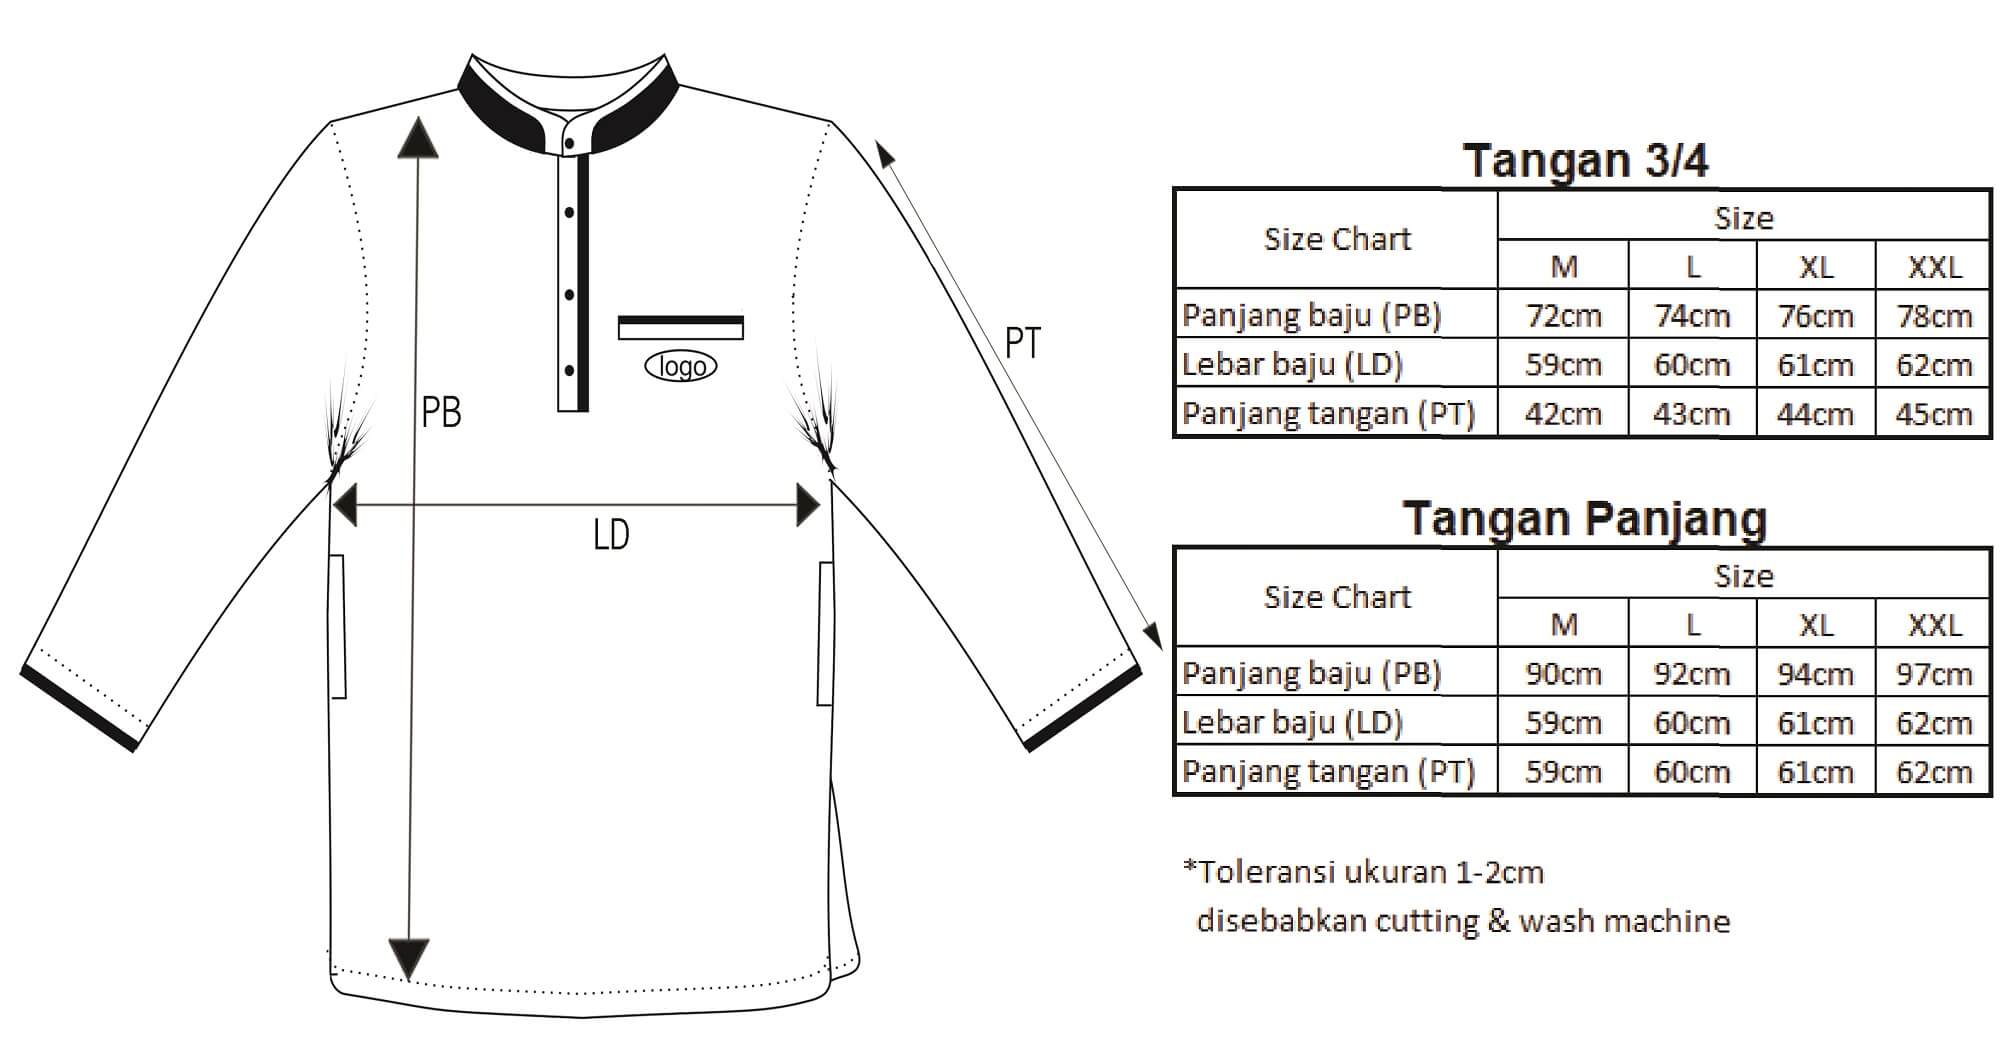 PB
LD
PT
logo
Tangan 3/4
Size Chart
Size
M L XL XXL
Panjang baju (PB) 72cm 74cm 76cm 78cm
Lebar baju (LD) 59cm 60cm 61cm 62cm
Panjang tangan (PT) 42cm 43cm 44cm 45cm
Tangan Panjang
Size Chart
Size
M L XL XXL
Panjang baju (PB) 90cm 92cm 94cm 97cm
Lebar baju (LD) 59cm 60cm 61cm 62cm
Panjang tangan (PT) 59cm 60cm 61cm 62cm
*Toleransi ukuran 1-2cm
disebabkan cutting & wash machine